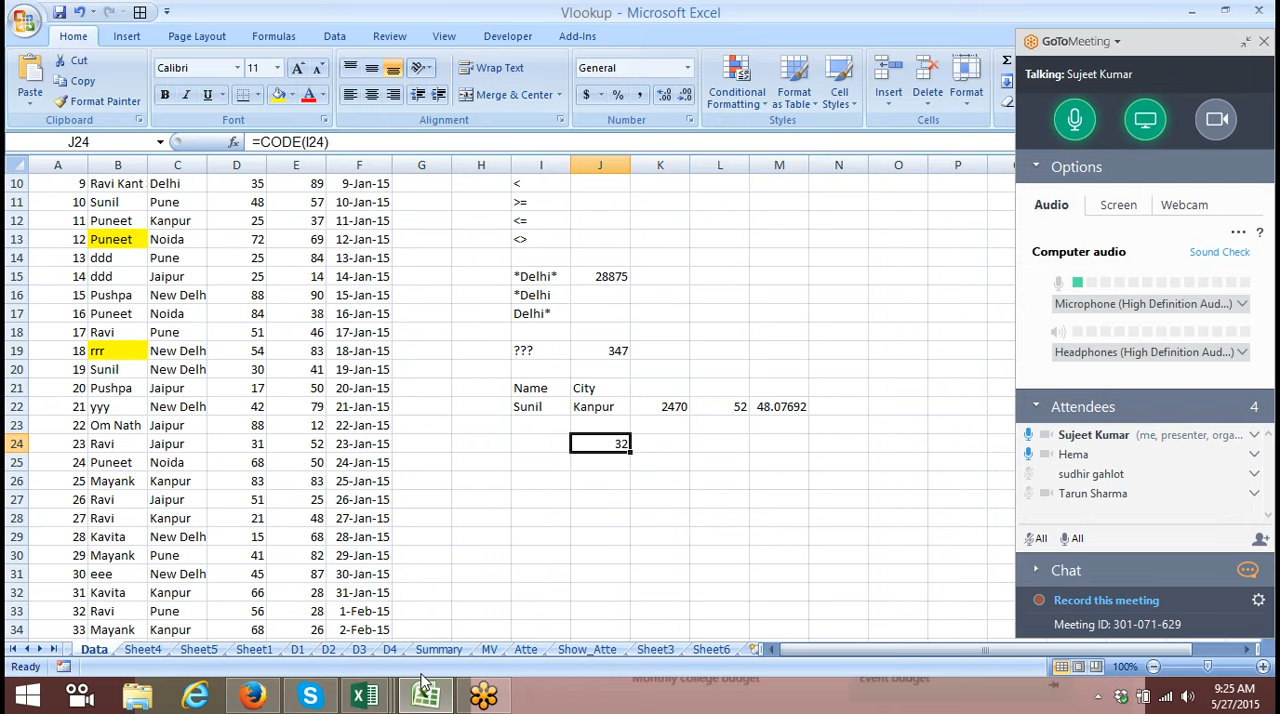 Vlookup - Microsoft Excel
Home Insert Page Layout Formulas Data Review View Developer Add-Ins
Paste Cut Copy Format Painter Clipboard
Calibri 11 B I U A Font
Wrap Text Merge & Center Alignment
General $ % , Number
Conditional Formatting Format as Table Cell Styles Styles
Insert Delete Format Cells
J24 =CODE(I24)
A B C D E F G H I J K L M N O P
10 9 Ravi Kant Delhi 35 89 9-Jan-15 <
11 10 Sunil Pune 48 57 10-Jan-15 >=
12 11 Puneet Kanpur 25 37 11-Jan-15 <=
13 12 Puneet Noida 72 69 12-Jan-15 <>
14 13 ddd Pune 25 84 13-Jan-15
15 14 ddd Jaipur 25 14 14-Jan-15 *Delhi* 28875
16 15 Pushpa New Delh 88 90 15-Jan-15 *Delhi
17 16 Puneet Noida 84 38 16-Jan-15 Delhi*
18 17 Ravi Pune 51 46 17-Jan-15
19 18 rrr New Delh 54 83 18-Jan-15 ??? 347
20 19 Sunil New Delh 30 41 19-Jan-15
21 20 Pushpa Jaipur 17 50 20-Jan-15 Name City
22 21 yyy New Delh 42 79 21-Jan-15 Sunil Kanpur 2470 52 48.07692
23 22 Om Nath Jaipur 88 12 22-Jan-15
24 23 Ravi Jaipur 31 52 23-Jan-15 32
25 24 Puneet Noida 68 50 24-Jan-15
26 25 Mayank Kanpur 83 83 25-Jan-15
27 26 Ravi Jaipur 51 25 26-Jan-15
28 27 Ravi Kanpur 21 48 27-Jan-15
29 28 Kavita New Delh 15 68 28-Jan-15
30 29 Mayank Pune 41 82 29-Jan-15
31 30 eee New Delh 45 87 30-Jan-15
32 31 Kavita Kanpur 66 28 31-Jan-15
33 32 Ravi Pune 56 28 1-Feb-15
34 33 Mayank Kanpur 68 26 2-Feb-15
Data Sheet4 Sheet5 Sheet1 D1 D2 D3 D4 Summary MV Atte Show_Atte Sheet3 Sheet6
Ready 100%
Monthly college budget Event budget
9:25 AM
5/27/2015
GoToMeeting
Talking: Sujeet Kumar
Options
Audio Screen Webcam
... ?
Computer audio Sound Check
Microphone (High Definition Aud...)
Headphones (High Definition Aud...)
Attendees 4
Sujeet Kumar (me, presenter, orga...
Hema
sudhir gahlot
Tarun Sharma
All All
Chat
Record this meeting
Meeting ID: 301-071-629